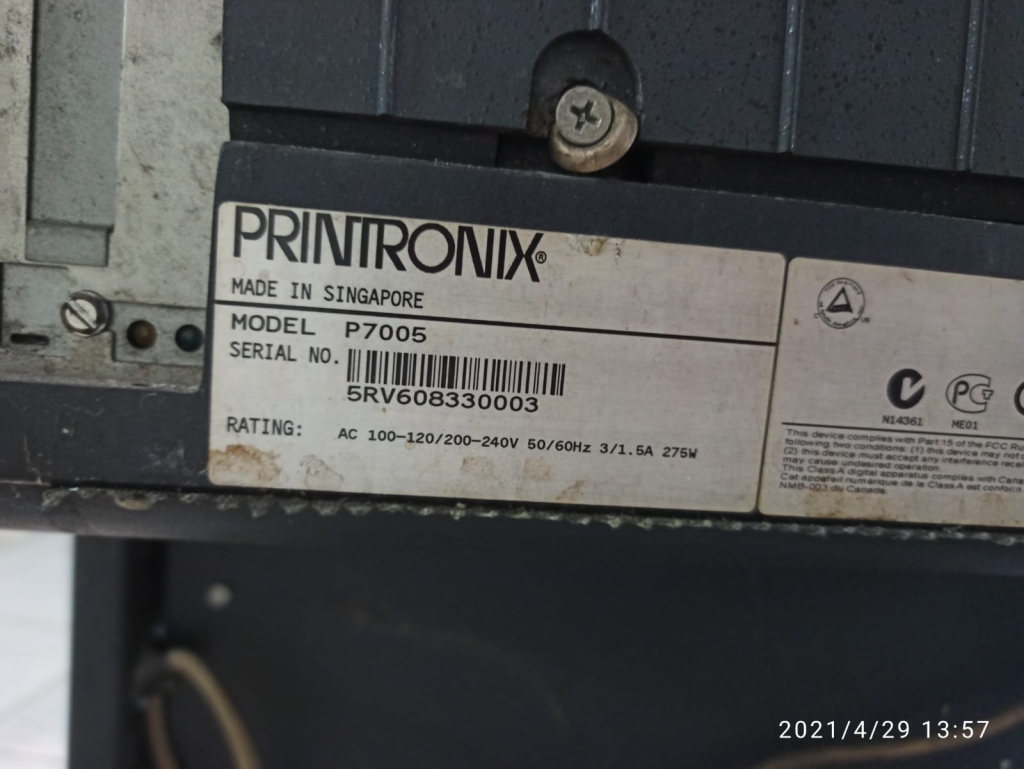 PRINTRONIX®
MADE IN SINGAPORE
MODEL P7005
SERIAL NO.
5RV608330003
RATING: AC 100-120/200-240V 50/60Hz 3/1.5A 275W
N14361
ME01
This device complies with Part 15 of the FCC Ru
following two conditions: (1) this device may not
(2) this device must accept any interference rece
may cause undesired operation.
This Class A digital apparatus complies with Cana
Cet appareil numérique de la Class A est conform
NMB-003 du Canada.
2021/4/29 13:57